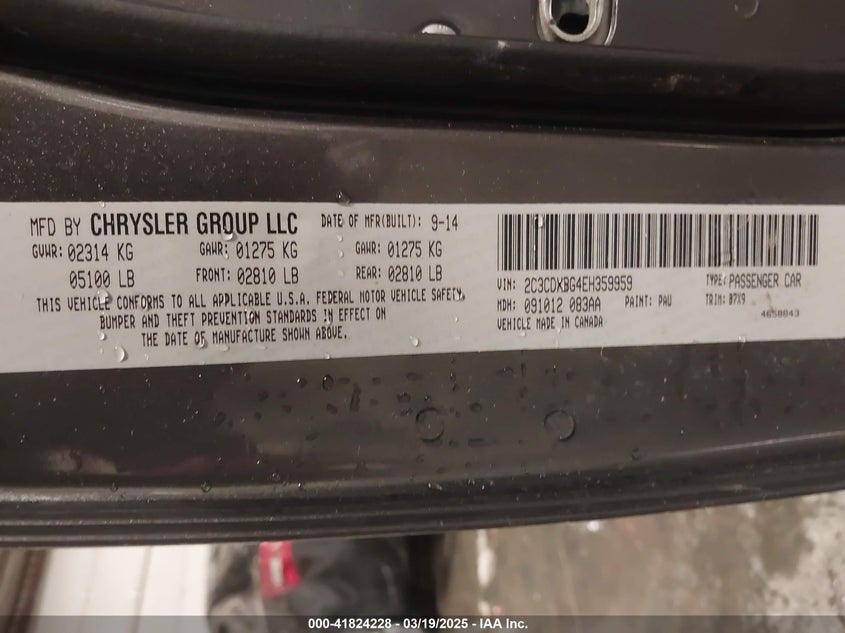 MFD BY CHRYSLER GROUP LLC DATE OF MFR(BUILT): 9-14
GVWR: 02314 KG GAWR: 01275 KG GAWR: 01275 KG
05100 LB FRONT: 02810 LB REAR: 02810 LB
THIS VEHICLE CONFORMS TO ALL APPLICABLE U.S.A. FEDERAL MOTOR VEHICLE SAFETY,
BUMPER AND THEFT PREVENTION STANDARDS IN EFFECT ON
THE DATE OF MANUFACTURE SHOWN ABOVE.
VIN: 2C3CDXBG4EH359959 TYPE: PASSENGER CAR
MDH: 091012 083AA PAINT: PAU TRIM: B7X9
VEHICLE MADE IN CANADA 4658843
000-41824228 - 03/19/2025 - IAA Inc.